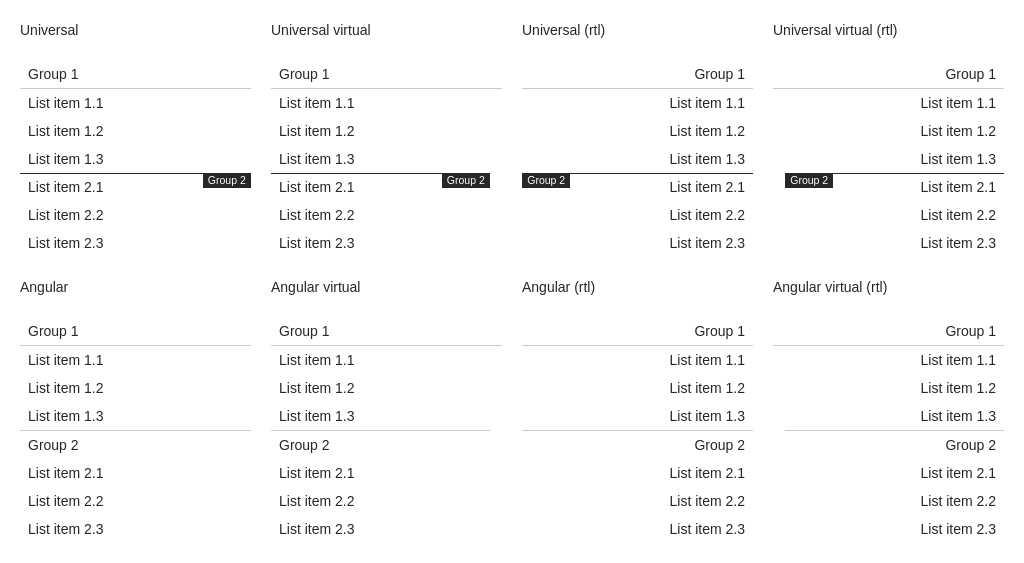 Universal
Group 1
List item 1.1
List item 1.2
List item 1.3
Group 2
List item 2.1
List item 2.2
List item 2.3
Universal virtual
Group 1
List item 1.1
List item 1.2
List item 1.3
Group 2
List item 2.1
List item 2.2
List item 2.3
Universal (rtl)
Group 1
List item 1.1
List item 1.2
List item 1.3
Group 2
List item 2.1
List item 2.2
List item 2.3
Universal virtual (rtl)
Group 1
List item 1.1
List item 1.2
List item 1.3
Group 2
List item 2.1
List item 2.2
List item 2.3
Angular
Group 1
List item 1.1
List item 1.2
List item 1.3
Group 2
List item 2.1
List item 2.2
List item 2.3
Angular virtual
Group 1
List item 1.1
List item 1.2
List item 1.3
Group 2
List item 2.1
List item 2.2
List item 2.3
Angular (rtl)
Group 1
List item 1.1
List item 1.2
List item 1.3
Group 2
List item 2.1
List item 2.2
List item 2.3
Angular virtual (rtl)
Group 1
List item 1.1
List item 1.2
List item 1.3
Group 2
List item 2.1
List item 2.2
List item 2.3